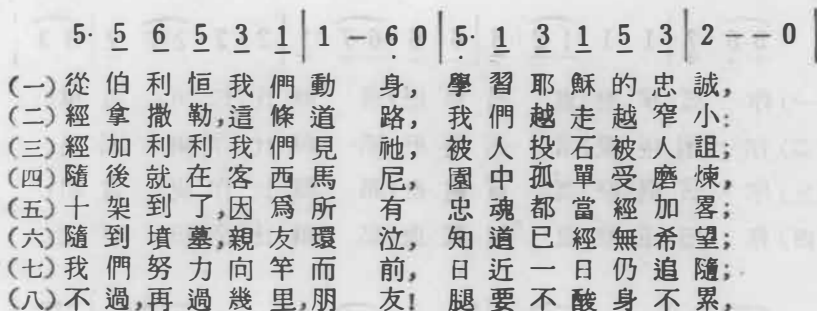 5· 5 6 5 3 1 | 1 — 6 0 | 5· 1 3 1 5 3 | 2 — — 0
(一)從伯利恒我們動身,學習耶穌的忠誠,
(二)經拿撒勒,這條道路,我們越走越窄小:
(三)經加利利我們見祂,被人投石被人詛,
(四)隨後就在客西馬尼,園中孤單受磨煉,
(五)十架到了,因爲所有忠魂都當經加畧;
(六)隨到墳墓,親友環泣,知道已經無希望;
(七)我們努力向竿而前,日近一日仍追隨;
(八)不過,再過幾里,朋友!腿要不酸身不累,